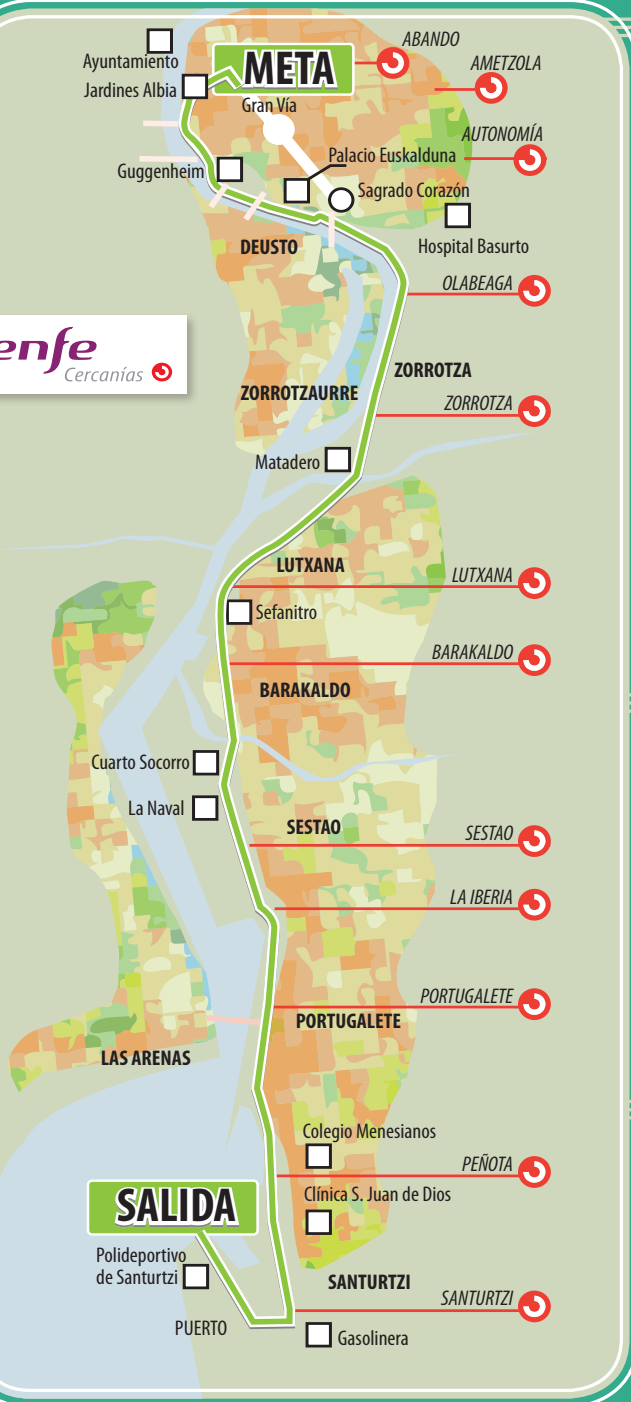 ABANDO
Ayuntamiento
META
AMETZOLA
Jardines Albia
Gran Vía
AUTONOMÍA
Palacio Euskalduna
Guggenheim
Sagrado Corazón
DEUSTO
Hospital Basurto
OLABEAGA
enfe
Cercanías
ZORROTZA
ZORROTZAURRE
ZORROTZA
Matadero
LUTXANA
LUTXANA
Sefanitro
BARAKALDO
BARAKALDO
Cuarto Socorro
La Naval
SESTAO
SESTAO
LA IBERIA
PORTUGALETE
PORTUGALETE
LAS ARENAS
Colegio Menesianos
PEÑOTA
Clínica S. Juan de Dios
SALIDA
Polideportivo
de Santurtzi
SANTURTZI
SANTURTZI
PUERTO
Gasolinera